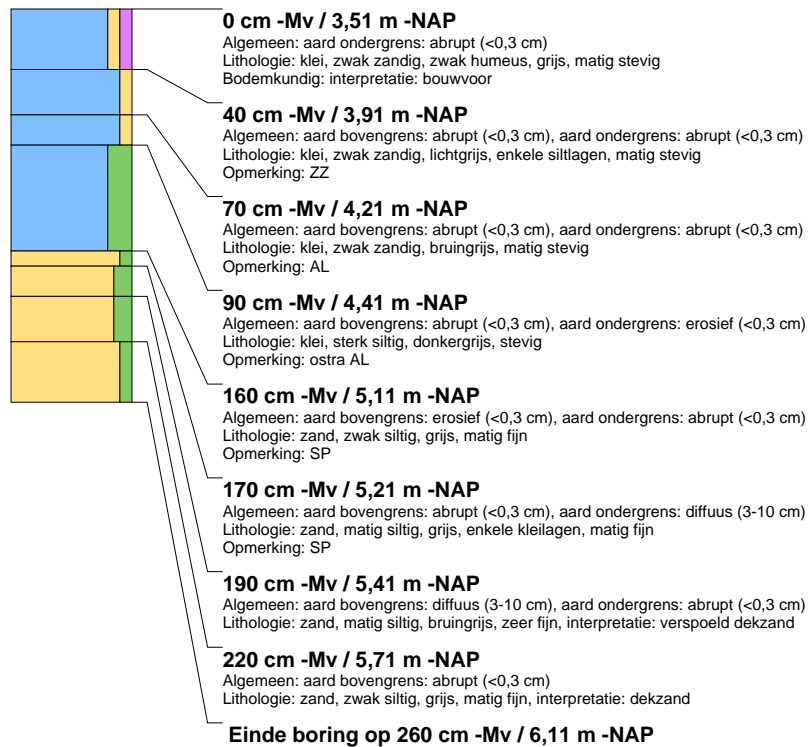 0 cm -Mv / 3,51 m -NAP
Algemeen: aard ondergrens: abrupt (<0,3 cm)
Lithologie: klei, zwak zandig, zwak humeus, grijs, matig stevig
Bodemkundig: interpretatie: bouwvoor
40 cm -Mv / 3,91 m -NAP
Algemeen: aard bovengrens: abrupt (<0,3 cm), aard ondergrens: abrupt (<0,3 cm)
Lithologie: klei, zwak zandig, lichtgrijs, enkele siltlagen, matig stevig
Opmerking: ZZ
70 cm -Mv / 4,21 m -NAP
Algemeen: aard bovengrens: abrupt (<0,3 cm), aard ondergrens: abrupt (<0,3 cm)
Lithologie: klei, zwak zandig, bruingrijs, matig stevig
Opmerking: AL
90 cm -Mv / 4,41 m -NAP
Algemeen: aard bovengrens: abrupt (<0,3 cm), aard ondergrens: erosief (<0,3 cm)
Lithologie: klei, sterk siltig, donkergrijs, stevig
Opmerking: ostra AL
160 cm -Mv / 5,11 m -NAP
Algemeen: aard bovengrens: erosief (<0,3 cm), aard ondergrens: abrupt (<0,3 cm)
Lithologie: zand, zwak siltig, grijs, matig fijn
Opmerking: SP
170 cm -Mv / 5,21 m -NAP
Algemeen: aard bovengrens: abrupt (<0,3 cm), aard ondergrens: diffuus (3-10 cm)
Lithologie: zand, matig siltig, grijs, enkele kleilagen, matig fijn
Opmerking: SP
190 cm -Mv / 5,41 m -NAP
Algemeen: aard bovengrens: diffuus (3-10 cm), aard ondergrens: abrupt (<0,3 cm)
Lithologie: zand, matig siltig, bruingrijs, zeer fijn, interpretatie: verspoeld dekzand
220 cm -Mv / 5,71 m -NAP
Algemeen: aard bovengrens: abrupt (<0,3 cm)
Lithologie: zand, zwak siltig, grijs, matig fijn, interpretatie: dekzand
Einde boring op 260 cm -Mv / 6,11 m -NAP